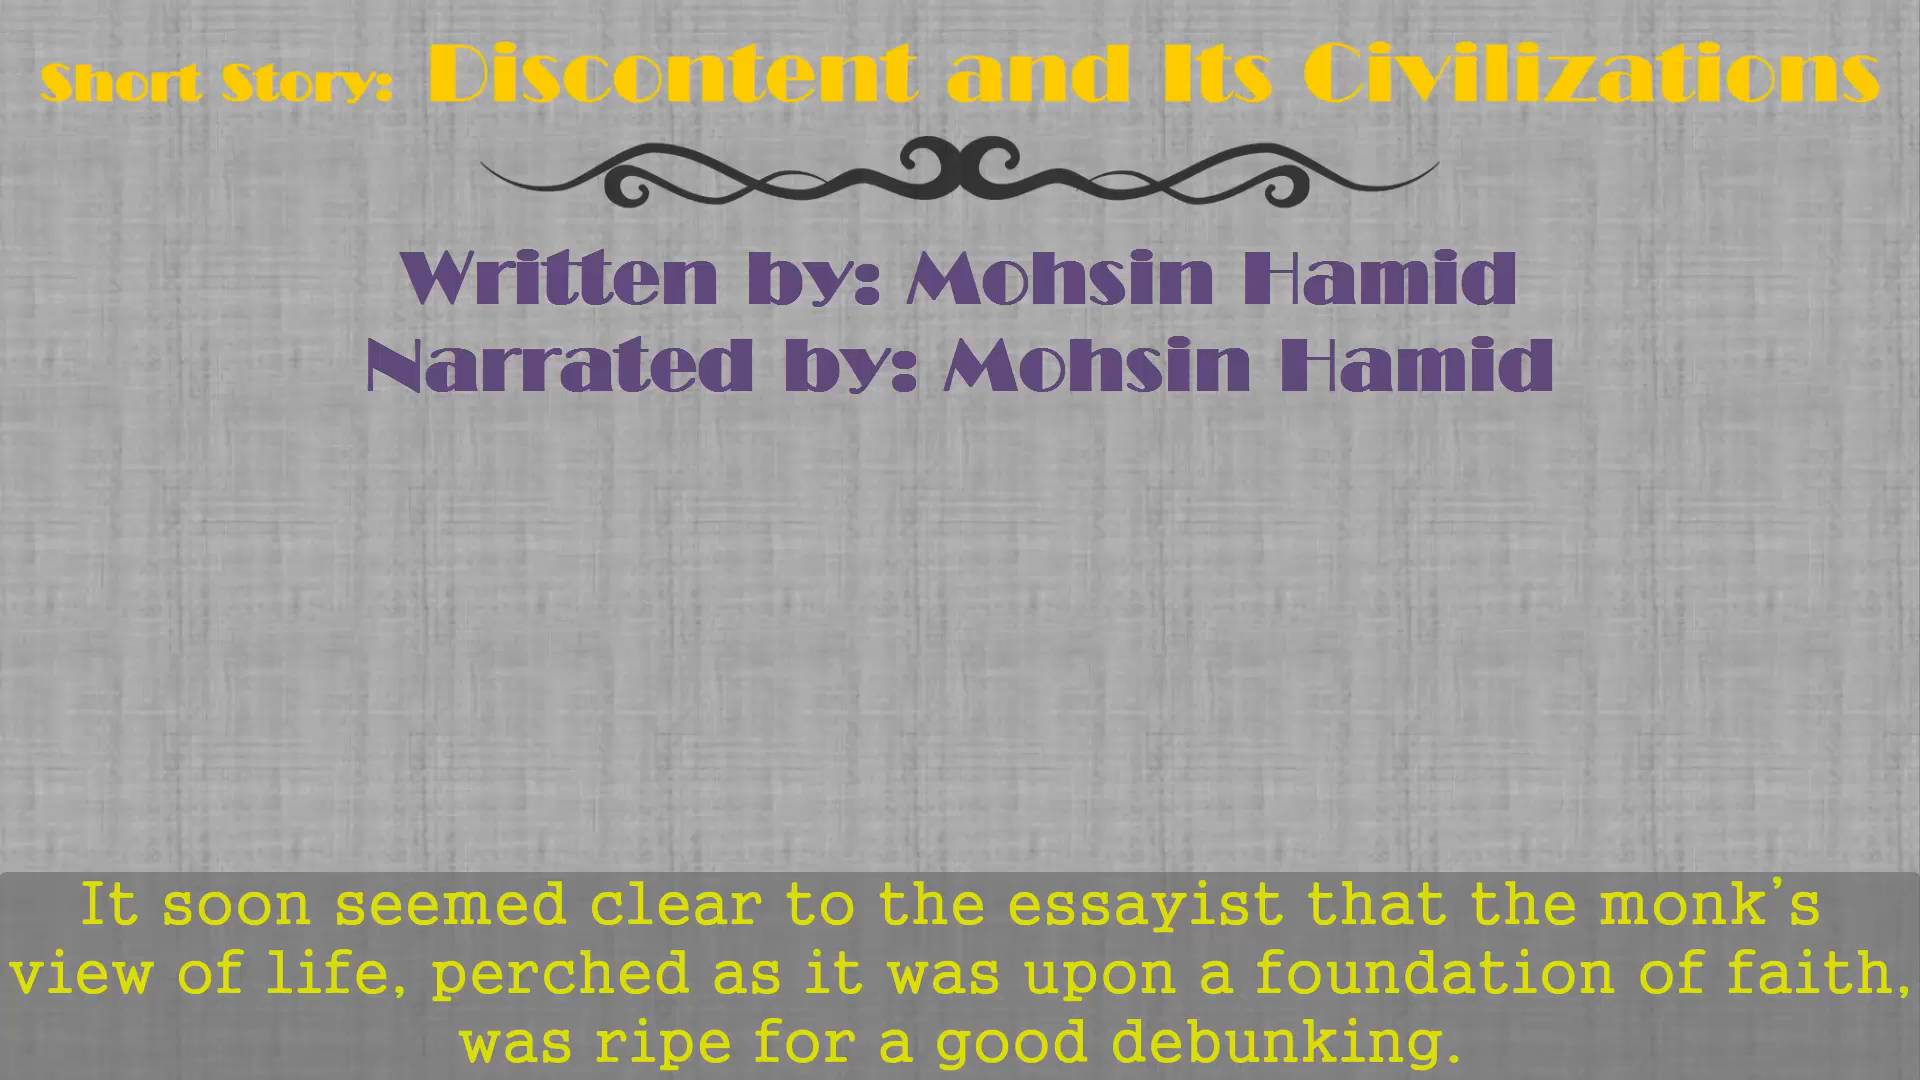 Short Story: Discontent and Its Civilizations
Written by: Mohsin Hamid
Narrated by: Mohsin Hamid
It soon seemed clear to the essayist that the monk's
view of life, perched as it was upon a foundation of faith,
was ripe for a good debunking.